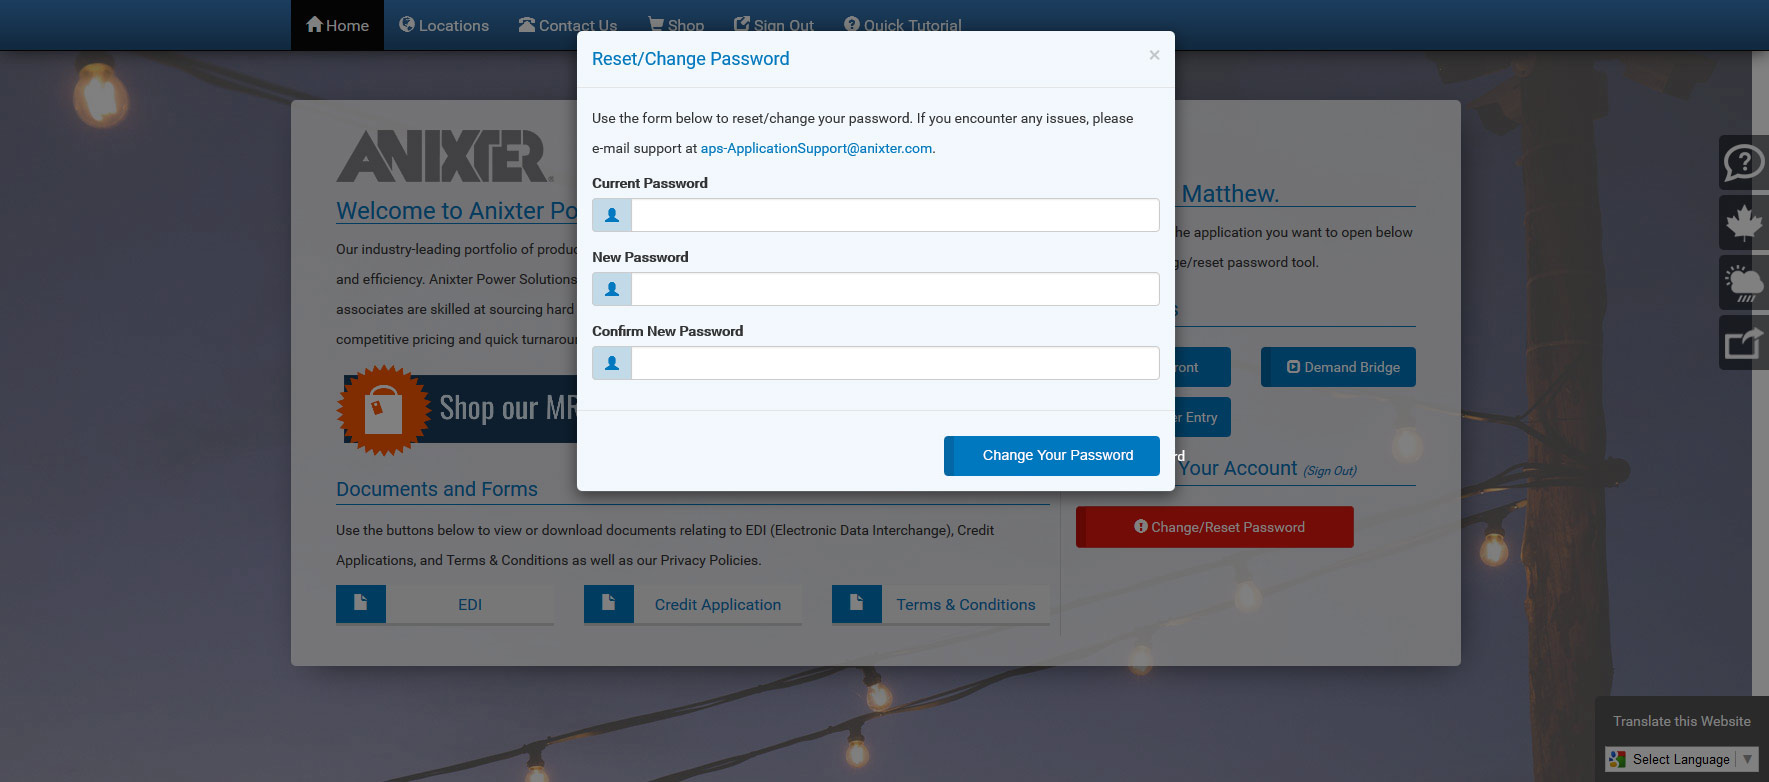 Home
Locations
Contact Us
Shop
Sign Out
Quick Tutorial
Reset/Change Password
×
Use the form below to reset/change your password. If you encounter any issues, please
e-mail support at aps-ApplicationSupport@anixter.com.
Current Password
New Password
Confirm New Password
Change Your Password
ANIXTER
Welcome to Anixter Po
Our industry-leading portfolio of produc
and efficiency. Anixter Power Solutions
associates are skilled at sourcing hard
competitive pricing and quick turnaroun
Shop our MR
Documents and Forms
Use the buttons below to view or download documents relating to EDI (Electronic Data Interchange), Credit
Applications, and Terms & Conditions as well as our Privacy Policies.
EDI
Credit Application
Terms & Conditions
Matthew.
he application you want to open below
ge/reset password tool.
s
ront
Demand Bridge
er Entry
rd
Your Account (Sign Out)
Change/Reset Password
Translate this Website
Select Language